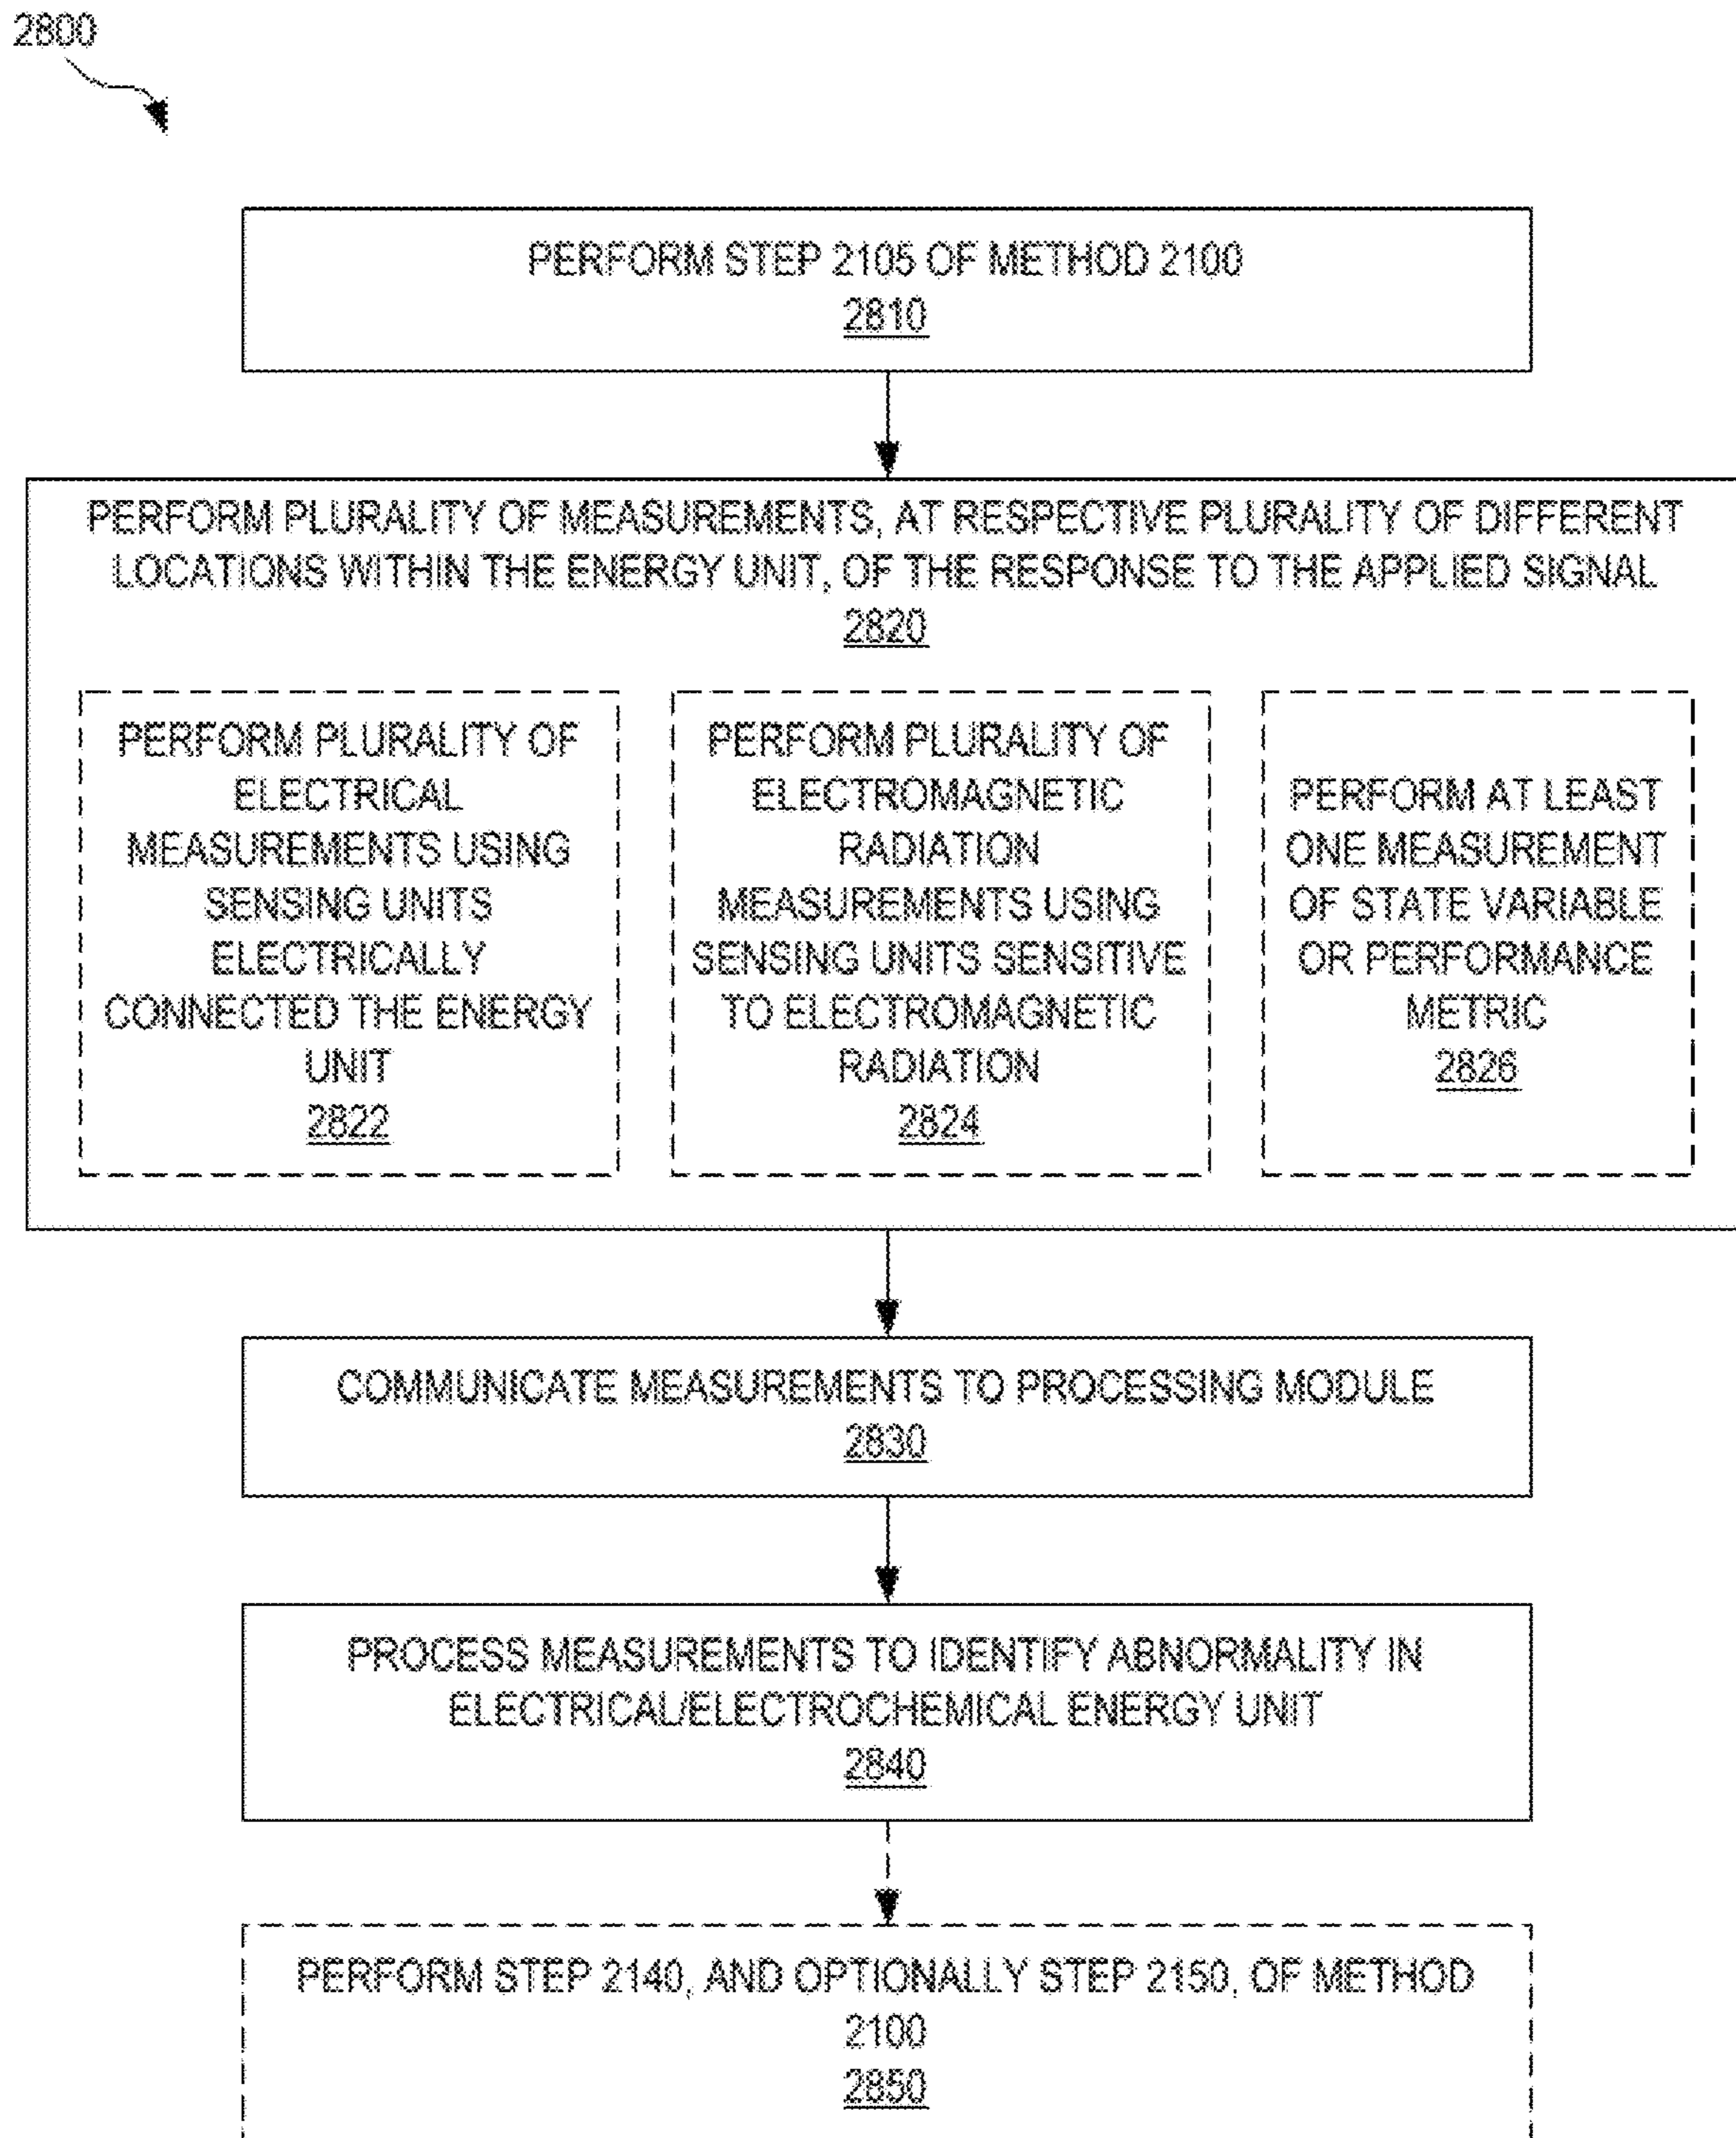 2800
PERFORM STEP 2105 OF METHOD 2100
2810
PERFORM PLURALITY OF MEASUREMENTS, AT RESPECTIVE PLURALITY OF DIFFERENT
LOCATIONS WITHIN THE ENERGY UNIT, OF THE RESPONSE TO THE APPLIED SIGNAL
2820
PERFORM PLURALITY OF
ELECTRICAL
MEASUREMENTS USING
SENSING UNITS
ELECTRICALLY
CONNECTED THE ENERGY
UNIT
2822
PERFORM PLURALITY OF
ELECTROMAGNETIC
RADIATION
MEASUREMENTS USING
SENSING UNITS SENSITIVE
TO ELECTROMAGNETIC
RADIATION
2824
PERFORM AT LEAST
ONE MEASUREMENT
OF STATE VARIABLE
OR PERFORMANCE
METRIC
2826
COMMUNICATE MEASUREMENTS TO PROCESSING MODULE
2830
PROCESS MEASUREMENTS TO IDENTIFY ABNORMALITY IN
ELECTRICAL/ELECTROCHEMICAL ENERGY UNIT
2840
PERFORM STEP 2140, AND OPTIONALLY STEP 2150, OF METHOD
2100
2850